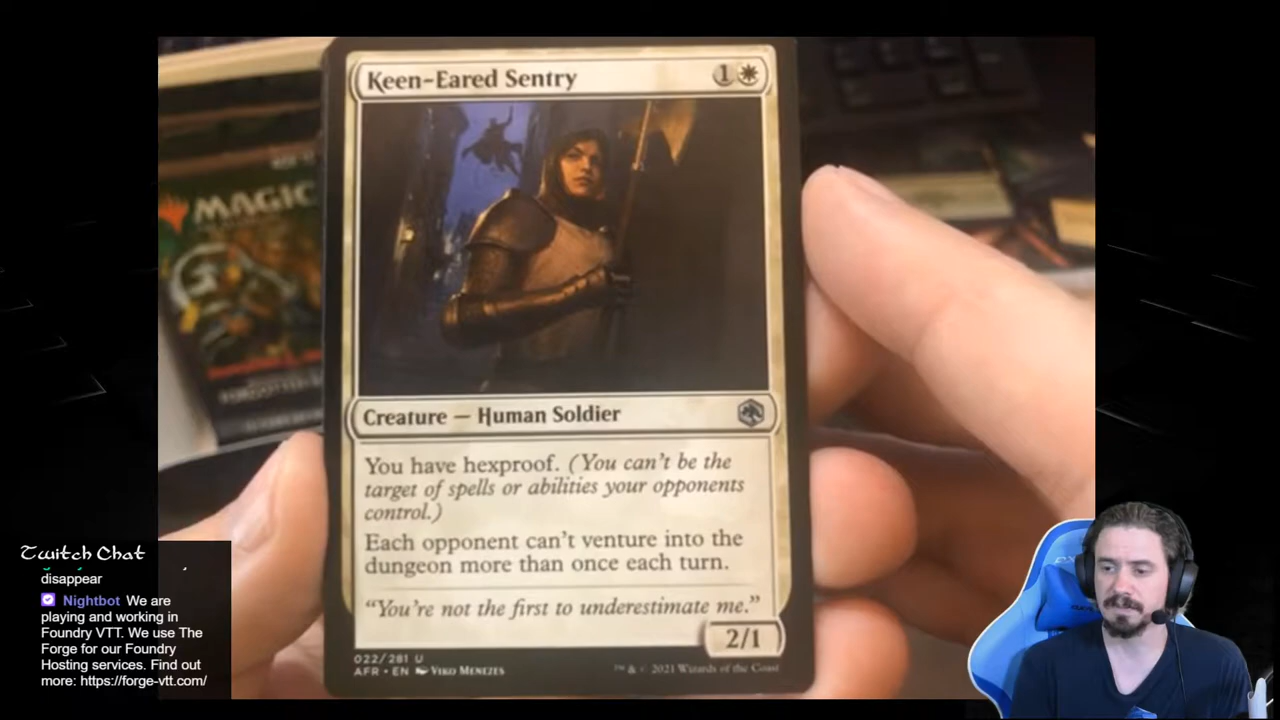 Keen-Eared Sentry 1
MAGIC
Creature — Human Soldier
You have hexproof. (You can't be the
target of spells or abilities your opponents
control.)
Each opponent can't venture into the
dungeon more than once each turn.
"You're not the first to underestimate me."
2/1
022/281 U
AFR • EN Viko Menezes
™ & © 2021 Wizards of the Coast
Twitch Chat
disappear
Nightbot We are
playing and working in
Foundry VTT. We use The
Forge for our Foundry
Hosting services. Find out
more: https://forge-vtt.com/